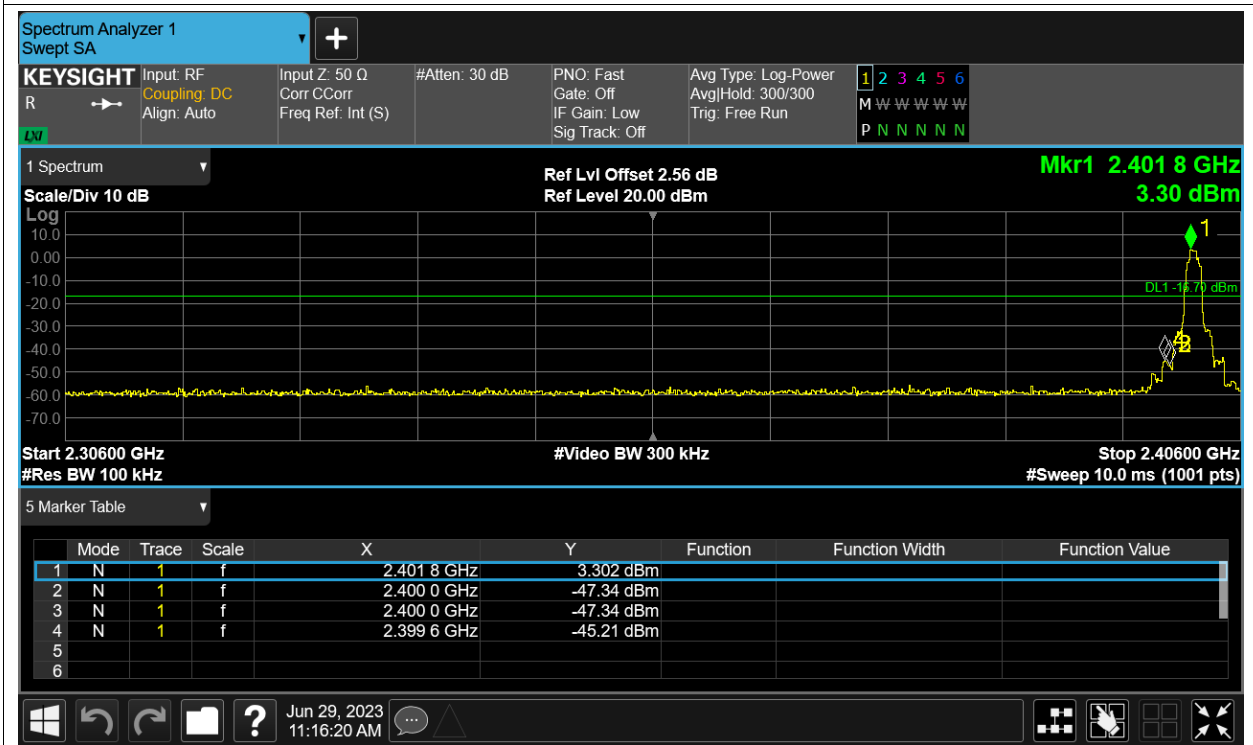 Spectrum Analyzer 1
Swept SA
KEYSIGHT
R
LXI
Input: RF
Coupling: DC
Align: Auto
Input Z: 50 Ω
Corr CCorr
Freq Ref: Int (S)
#Atten: 30 dB
PNO: Fast
Gate: Off
IF Gain: Low
Sig Track: Off
Avg Type: Log-Power
Avg|Hold: 300/300
Trig: Free Run
1 2 3 4 5 6
M W W W W W
P N N N N N
1 Spectrum
Scale/Div 10 dB
Ref Lvl Offset 2.56 dB
Ref Level 20.00 dBm
Mkr1 2.401 8 GHz
3.30 dBm
Log
10.0
0.00
-10.0
-20.0
-30.0
-40.0
-50.0
-60.0
-70.0
1
DL1 -16.70 dBm
2
Start 2.30600 GHz
#Video BW 300 kHz
Stop 2.40600 GHz
#Res BW 100 kHz
#Sweep 10.0 ms (1001 pts)
5 Marker Table
Mode Trace Scale X Y Function Function Width Function Value
1 N 1 f 2.401 8 GHz 3.302 dBm
2 N 1 f 2.400 0 GHz -47.34 dBm
3 N 1 f 2.400 0 GHz -47.34 dBm
4 N 1 f 2.399 6 GHz -45.21 dBm
5
6
?
Jun 29, 2023
11:16:20 AM